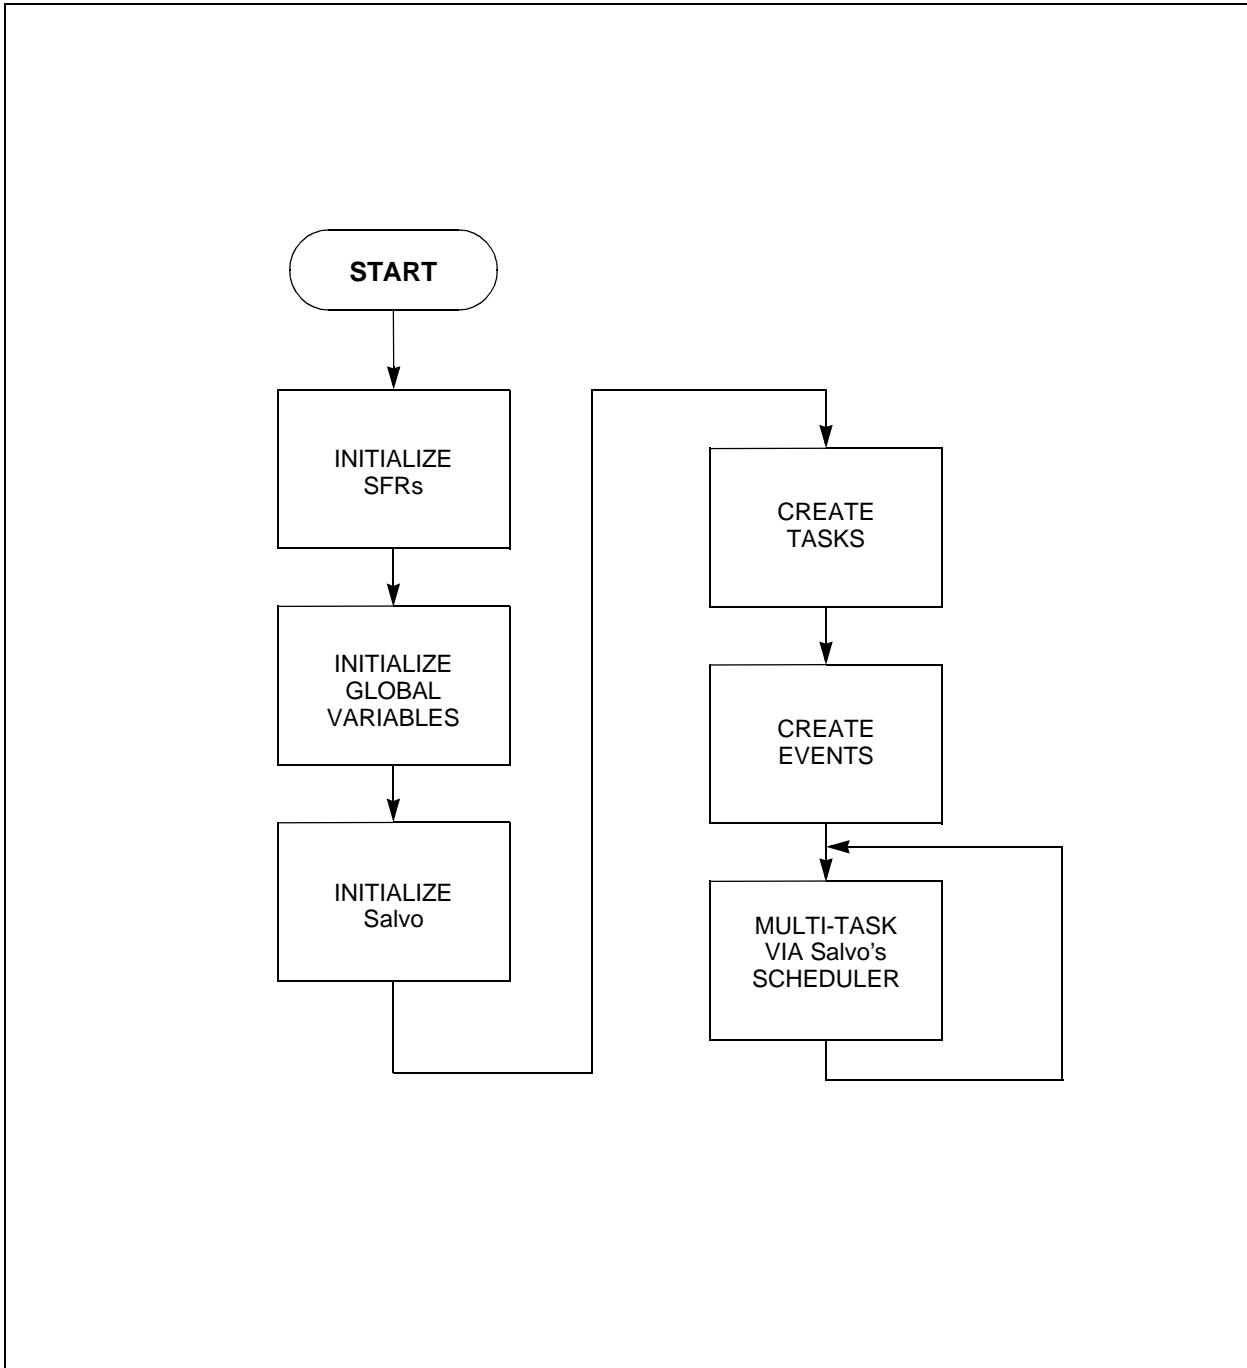 START
INITIALIZE
SFRs
INITIALIZE
GLOBAL
VARIABLES
INITIALIZE
Salvo
CREATE
TASKS
CREATE
EVENTS
MULTI-TASK
VIA Salvo’s
SCHEDULER